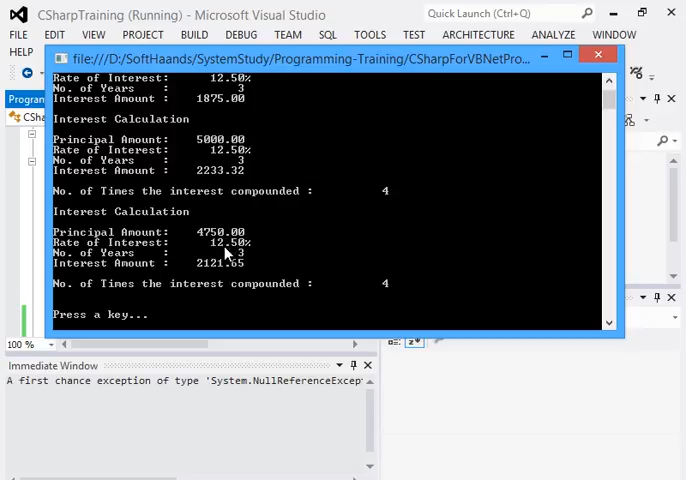 CSharpTraining (Running) - Microsoft Visual Studio
Quick Launch (Ctrl+Q)
FILE EDIT VIEW PROJECT BUILD DEBUG TEAM SQL TOOLS TEST ARCHITECTURE ANALYZE WINDOW
HELP
file:///D:/SoftHaands/SystemStudy/Programming-Training/CSharpForVBNetPro...
Rate of Interest: 12.50%
No. of Years : 3
Interest Amount : 1875.00
Interest Calculation
Principal Amount: 5000.00
Rate of Interest: 12.50%
No. of Years : 3
Interest Amount : 2233.32
No. of Times the interest compounded : 4
Interest Calculation
Principal Amount: 4750.00
Rate of Interest: 12.50%
No. of Years : 3
Interest Amount : 2121.65
No. of Times the interest compounded : 4
Press a key...
100 %
Immediate Window
A first chance exception of type 'System.NullReferenceExcept